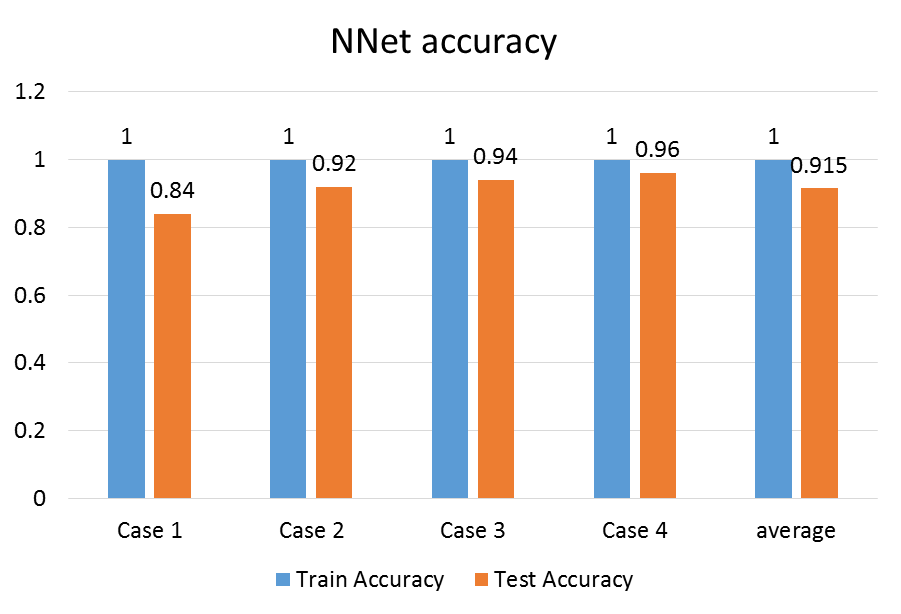 NNet accuracy
1.2
1
0.8
0.6
0.4
0.2
0
1 0.84 1 0.92 1 0.94 1 0.96 1 0.915
Case 1 Case 2 Case 3 Case 4 average
Train Accuracy Test Accuracy